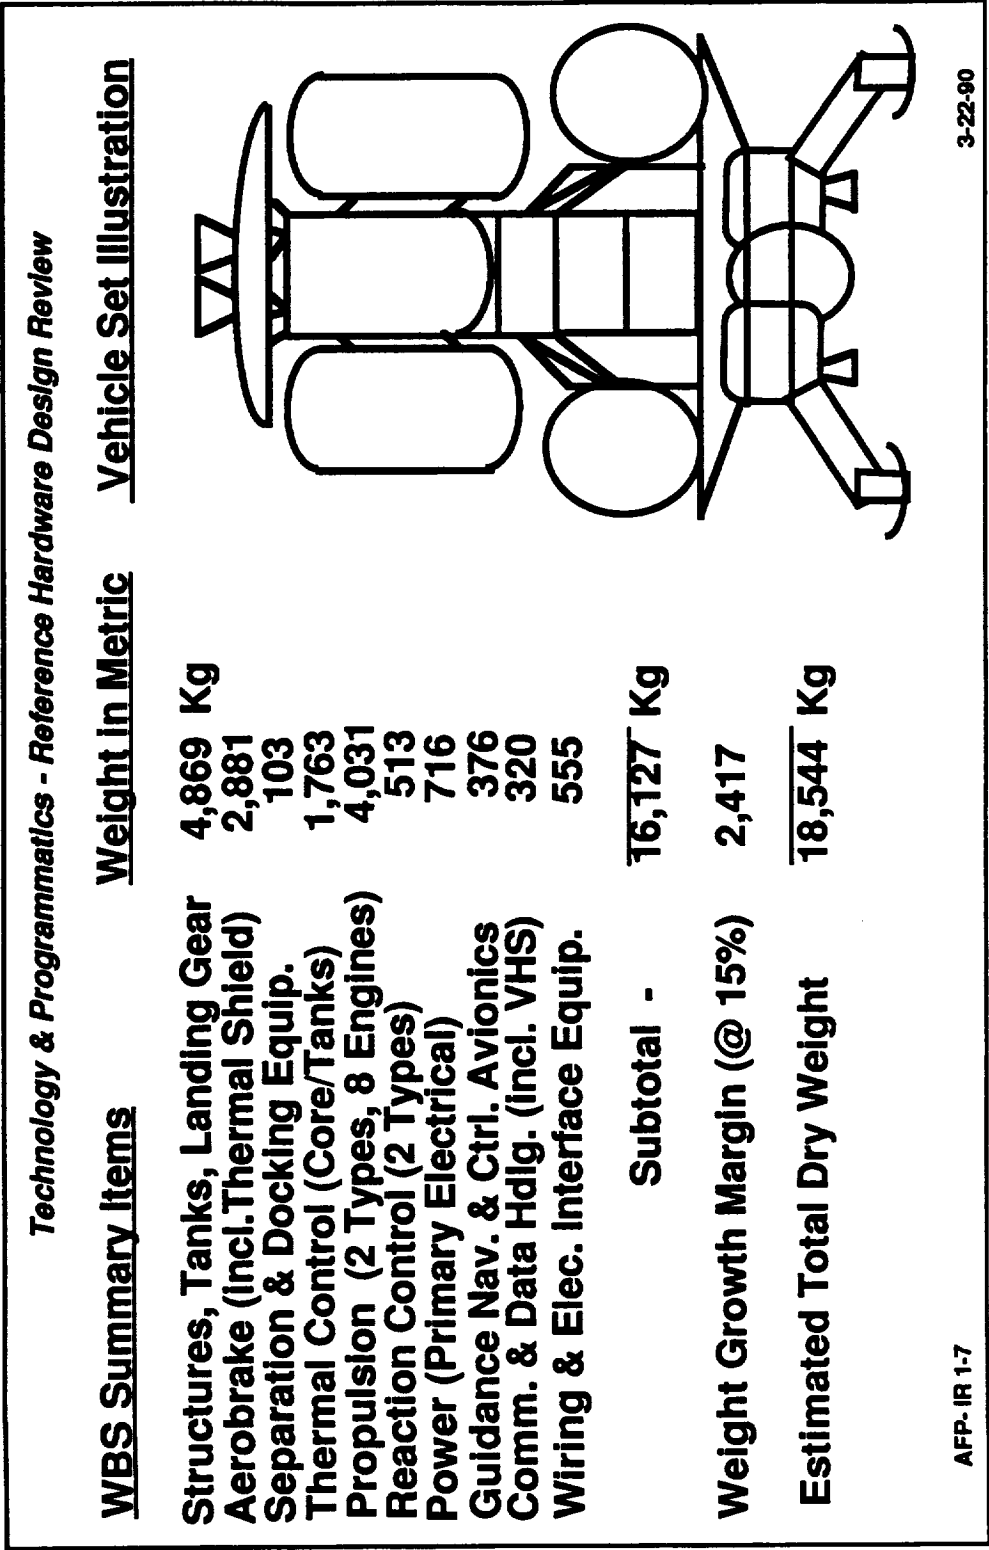 Technology & Programmatics - Reference Hardware Design Review
WBS Summary Items Weight in Metric Vehicle Set Illustration
Structures, Tanks, Landing Gear 4,869 Kg
Aerobrake (incl.Thermal Shield) 2,881
Separation & Docking Equip. 103
Thermal Control (Core/Tanks) 1,763
Propulsion (2 Types, 8 Engines) 4,031
Reaction Control (2 Types) 513
Power (Primary Electrical) 716
Guidance Nav. & Ctrl. Avionics 376
Comm. & Data Hdlg. (incl. VHS) 320
Wiring & Elec. Interface Equip. 555
Subtotal - 16,127 Kg
Weight Growth Margin (@ 15%) 2,417
Estimated Total Dry Weight 18,544 Kg
AFP- IR 1-7 3-22-90